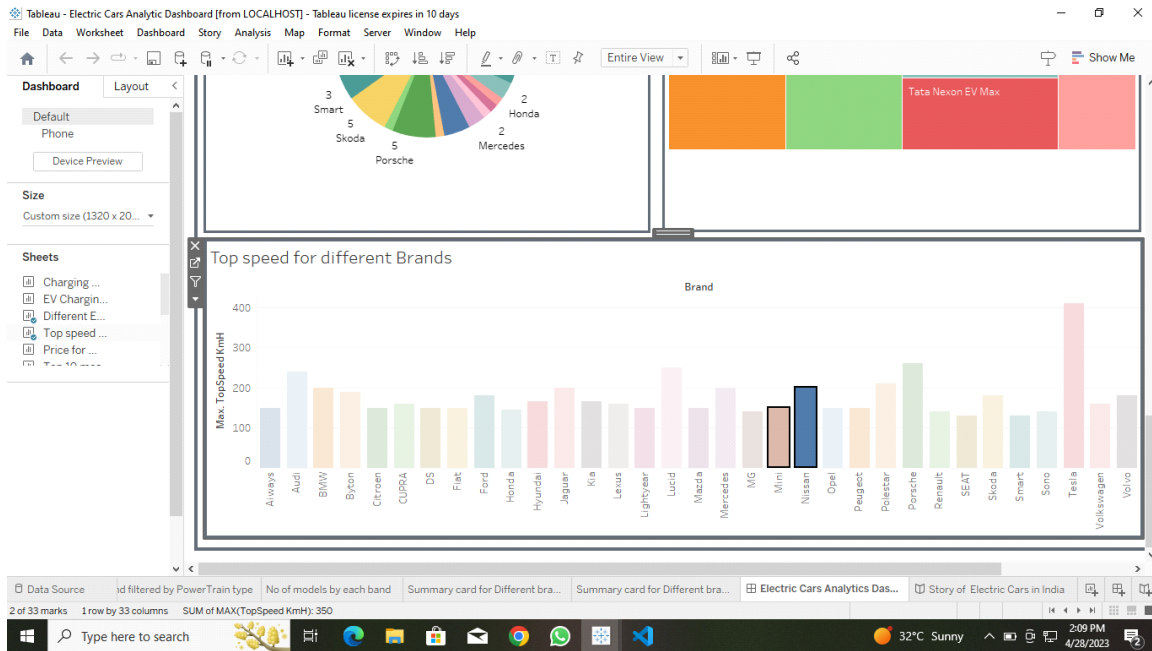 Tableau - Electric Cars Analytic Dashboard [from LOCALHOST] - Tableau license expires in 10 days
File Data Worksheet Dashboard Story Analysis Map Format Server Window Help
Entire View
Show Me
Dashboard Layout
Default
Phone
Device Preview
Size
Custom size (1320 x 20...
Sheets
Charging ...
EV Chargin...
Different E...
Top speed ...
Price for ...
3
Smart
5
Skoda
5
Porsche
2
Mercedes
2
Honda
Tata Nexon EV Max
Top speed for different Brands
Brand
Max. TopSpeed KmH
400
300
200
100
0
Aiways
Audi
BMW
Byton
Citroen
CUPRA
DS
Fiat
Ford
Honda
Hyundai
Jaguar
Kia
Lexus
Lightyear
Lucid
Mazda
Mercedes
MG
Mini
Nissan
Opel
Peugeot
Polestar
Porsche
Renault
SEAT
Skoda
Smart
Sono
Tesla
Volkswagen
Volvo
Data Source nd filtered by PowerTrain type No of models by each band Summary card for Different bra... Summary card for Different bra... Electric Cars Analytics Das... Story of Electric Cars in India
2 of 33 marks 1 row by 33 columns SUM of MAX(TopSpeed KmH): 350
Type here to search
32°C Sunny
2:09 PM
4/28/2023
2